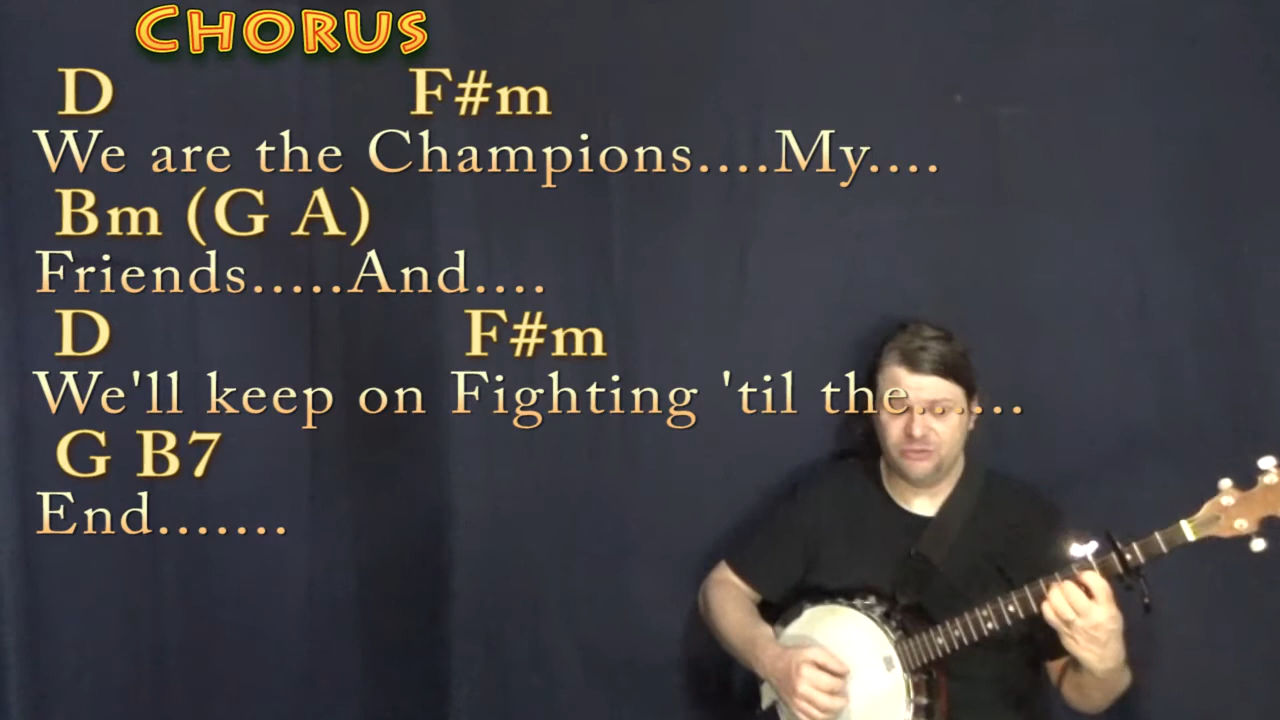 CHORUS
D F#m
We are the Champions....My....
Bm (G A)
Friends.....And....
D F#m
We'll keep on Fighting 'til the......
G B7
End.......